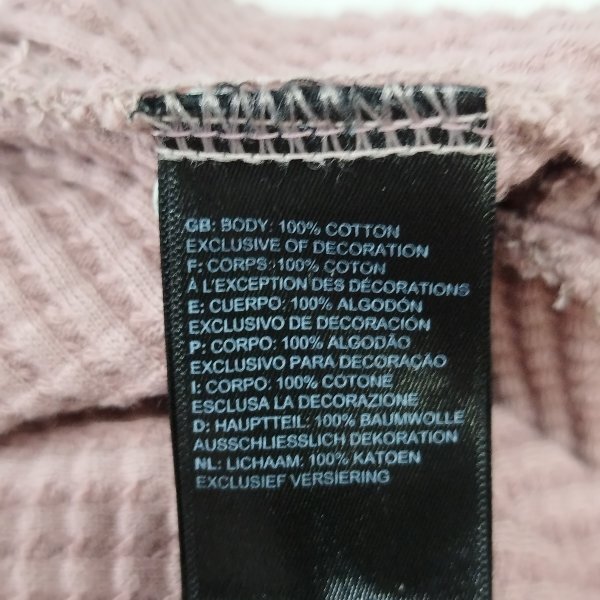 GB: BODY: 100% COTTON
EXCLUSIVE OF DECORATION
F: CORPS: 100% COTON
À L'EXCEPTION DES DÉCORATIONS
E: CUERPO: 100% ALGODÓN
EXCLUSIVO DE DECORACIÓN
P: CORPO: 100% ALGODÃO
EXCLUSIVO PARA DECORAÇÃO
I: CORPO: 100% COTONE
ESCLUSA LA DECORAZIONE
D: HAUPTTEIL: 100% BAUMWOLLE
AUSSCHLIESSLICH DEKORATION
NL: LICHAAM: 100% KATOEN
EXCLUSIEF VERSIERING